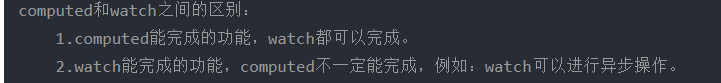 computed和watch之间的区别：
1.computed能完成的功能，watch都可以完成。
2.watch能完成的功能，computed不一定能完成，例如：watch可以进行异步操作。